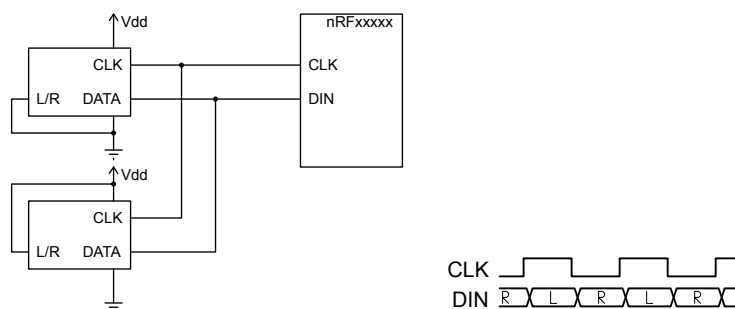 Vdd
nRFxxxxx
CLK
CLK
L/R
DATA
DIN
Vdd
CLK
L/R
DATA
CLK
DIN R L R L R